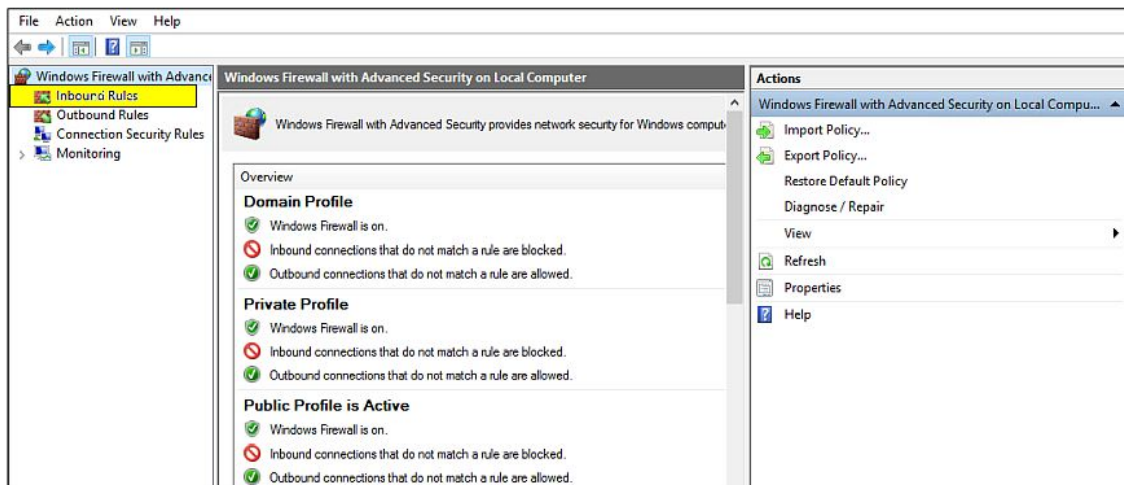 File Action View Help
Windows Firewall with Advance
Inbound Rules
Outbound Rules
Connection Security Rules
Monitoring
Windows Firewall with Advanced Security on Local Computer
Windows Firewall with Advanced Security provides network security for Windows comput
Overview
Domain Profile
Windows Firewall is on.
Inbound connections that do not match a rule are blocked.
Outbound connections that do not match a rule are allowed.
Private Profile
Windows Firewall is on.
Inbound connections that do not match a rule are blocked.
Outbound connections that do not match a rule are allowed.
Public Profile is Active
Windows Firewall is on.
Inbound connections that do not match a rule are blocked.
Outbound connections that do not match a rule are allowed.
Actions
Windows Firewall with Advanced Security on Local Compu...
Import Policy...
Export Policy...
Restore Default Policy
Diagnose / Repair
View
Refresh
Properties
Help